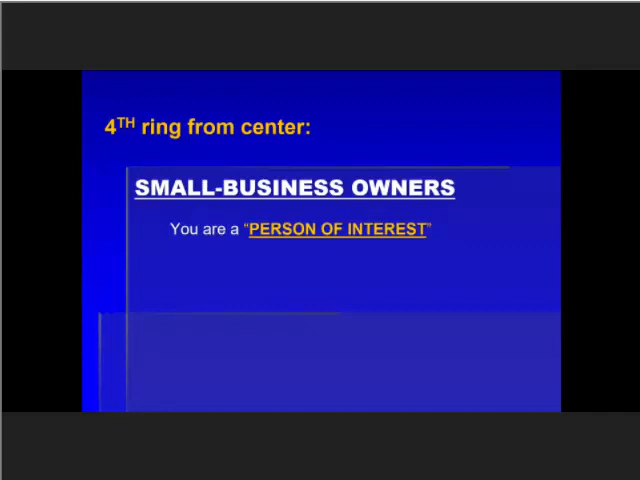 4TH ring from center:
SMALL-BUSINESS OWNERS
You are a “PERSON OF INTEREST”